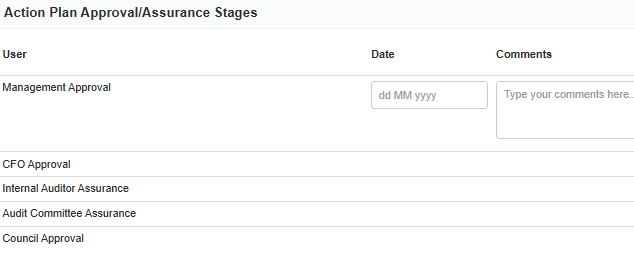 Action Plan Approval/Assurance Stages
User Date Comments
Management Approval dd MM yyyy Type your comments here..
CFO Approval
Internal Auditor Assurance
Audit Committee Assurance
Council Approval